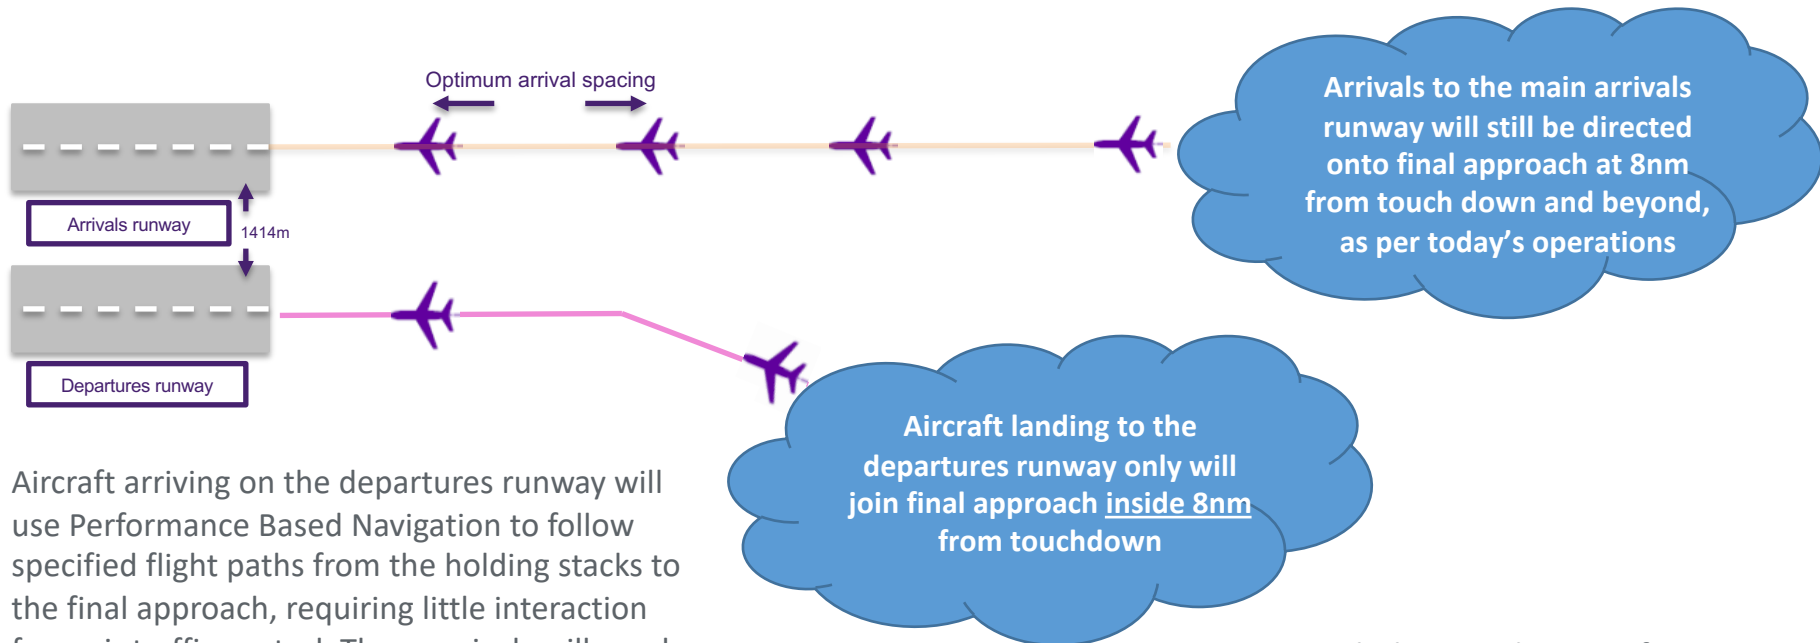 Optimum arrival spacing
Arrivals to the main arrivals
runway will still be directed
onto final approach at 8nm
from touch down and beyond,
as per today's operations
Arrivals runway
1414m
Departures runway
Aircraft landing to the
departures runway only will
join final approach inside 8nm
from touchdown
Aircraft arriving on the departures runway will
use Performance Based Navigation to follow
specified flight paths from the holding stacks to
the final approach, requiring little interaction